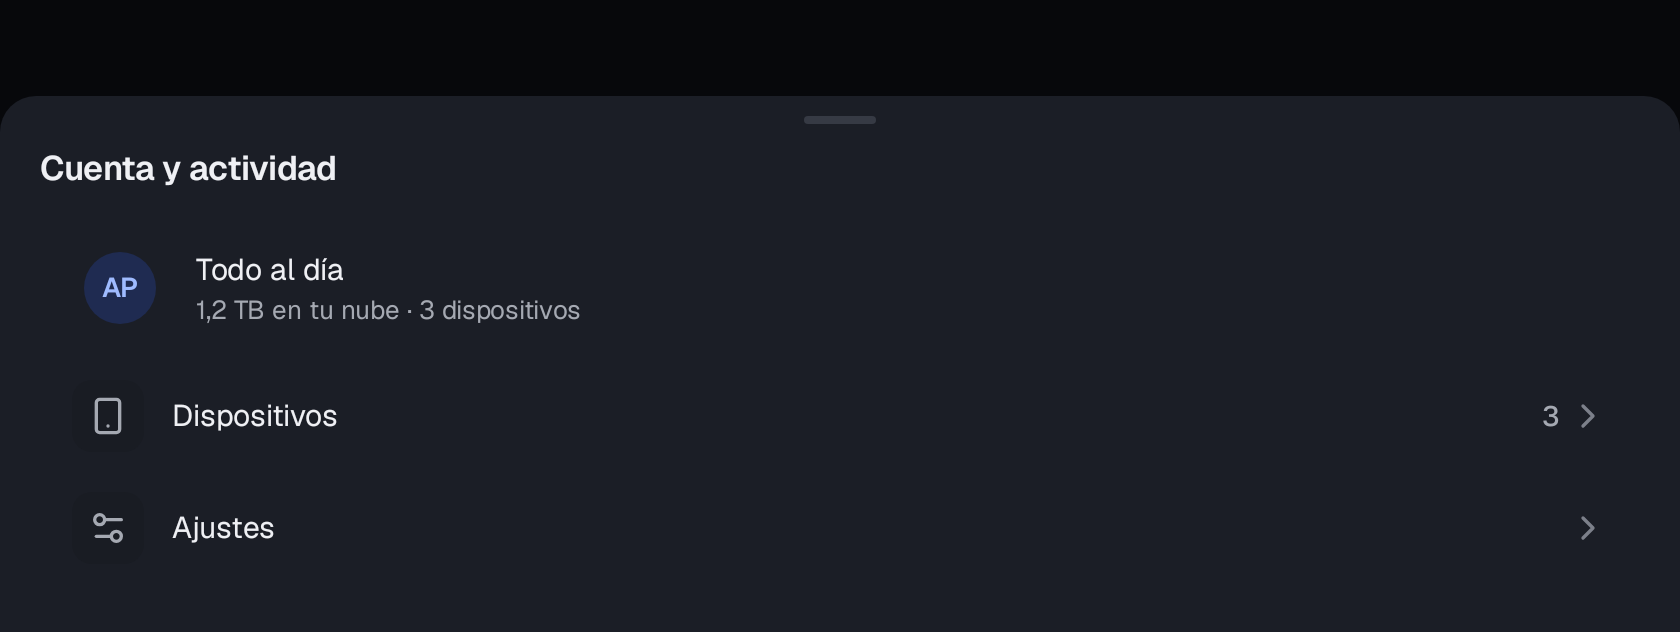 Cuenta y actividad
AP
Todo al día
1,2 TB en tu nube · 3 dispositivos
Dispositivos
3
Ajustes